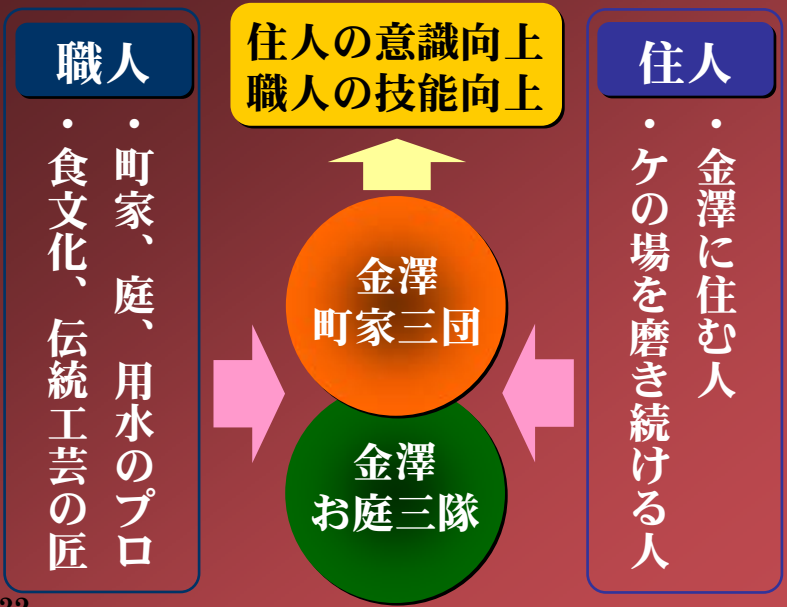 職人
・町家、庭、用水のプロ
・食文化、伝統工芸の匠
住人の意識向上
職人の技能向上
金澤
町家三団
金澤
お庭三隊
住人
・金澤に住む人
・ケの場を磨き続ける人